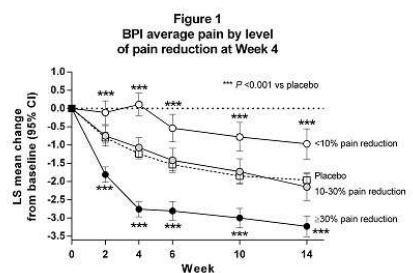 Figure 1
BPI average pain by level
of pain reduction at Week 4
*** P <0.001 vs placebo
LS mean change
from baseline (95% CI)
1.0
0.5
0.0
-0.5
-1.0
-1.5
-2.0
-2.5
-3.0
-3.5
*** *** *** *** ***
<10% pain reduction
Placebo
10-30% pain reduction
≥30% pain reduction
*** *** *** *** ***
0 2 4 6 10 14
Week